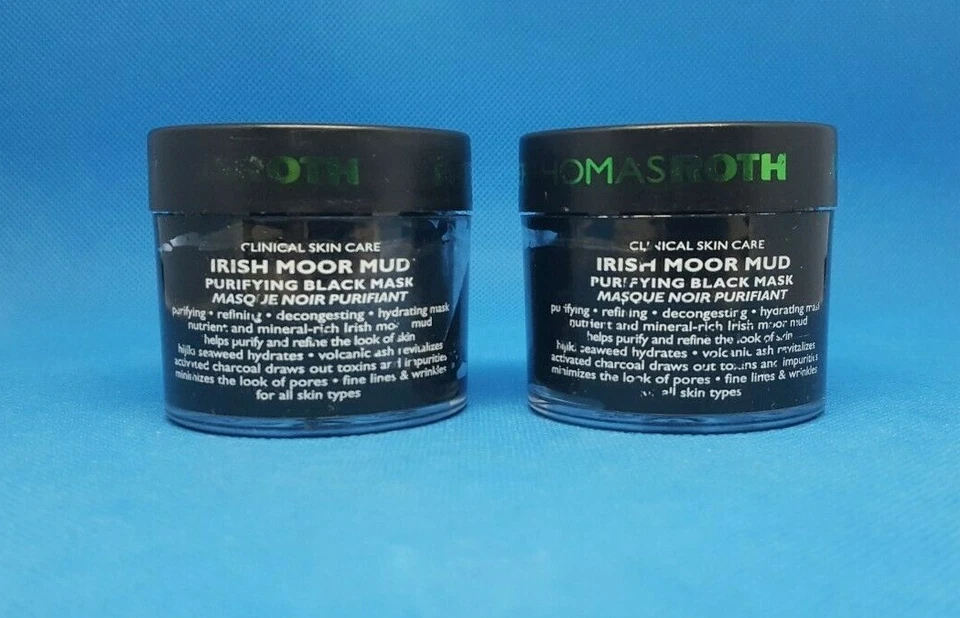 ROTH
CLINICAL SKIN CARE
IRISH MOOR MUD
PURIFYING BLACK MASK
MASQUE NOIR PURIFIANT
purifying • refining • decongesting • hydrating mask
nutrient and mineral-rich Irish moor mud
helps purify and refine the look of skin
hijiki seaweed hydrates • volcanic ash revitalizes
activated charcoal draws out toxins and impurities
minimizes the look of pores • fine lines & wrinkles
for all skin types
THOMASROTH
CLINICAL SKIN CARE
IRISH MOOR MUD
PURIFYING BLACK MASK
MASQUE NOIR PURIFIANT
purifying • refining • decongesting • hydrating mask
nutrient and mineral-rich Irish moor mud
helps purify and refine the look of skin
hijiki seaweed hydrates • volcanic ash revitalizes
activated charcoal draws out toxins and impurities
minimizes the look of pores • fine lines & wrinkles
all skin types